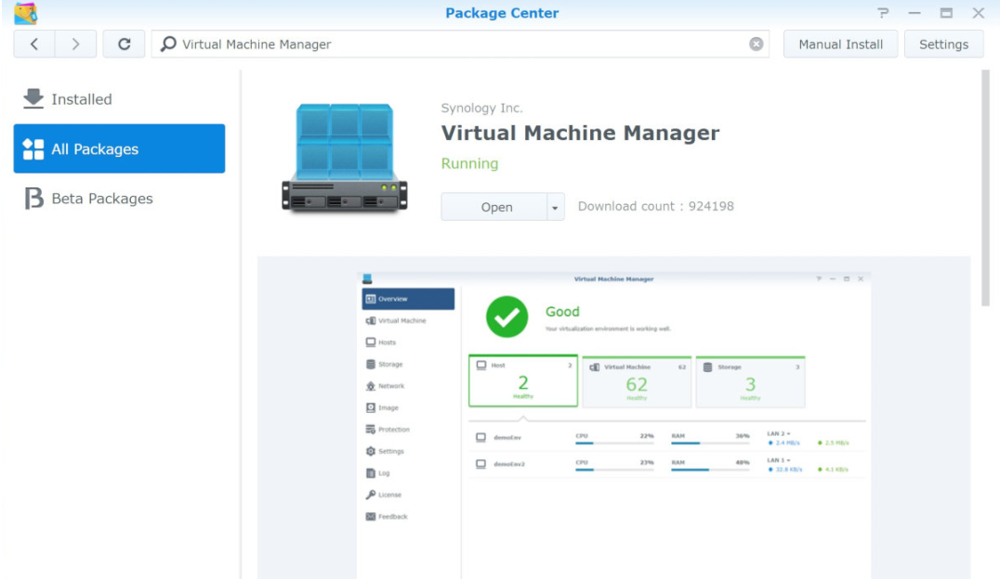 Package Center
Virtual Machine Manager
Manual Install
Settings
Installed
All Packages
Beta Packages
Synology Inc.
Virtual Machine Manager
Running
Open
Download count : 924198
Virtual Machine Manager
Overview
Virtual Machine
Hosts
Storage
Network
Image
Protection
Settings
Log
License
Feedback
Good
Your virtualization environment is working well.
Host 2
2
Healthy
Virtual Machine 62
62
Healthy
Storage 3
3
Healthy
demoEnv CPU 22% RAM 36% LAN 2
2.4 MB/s 2.5 MB/s
demoEnv2 CPU 23% RAM 48% LAN 1
32.8 KB/s 4.1 KB/s